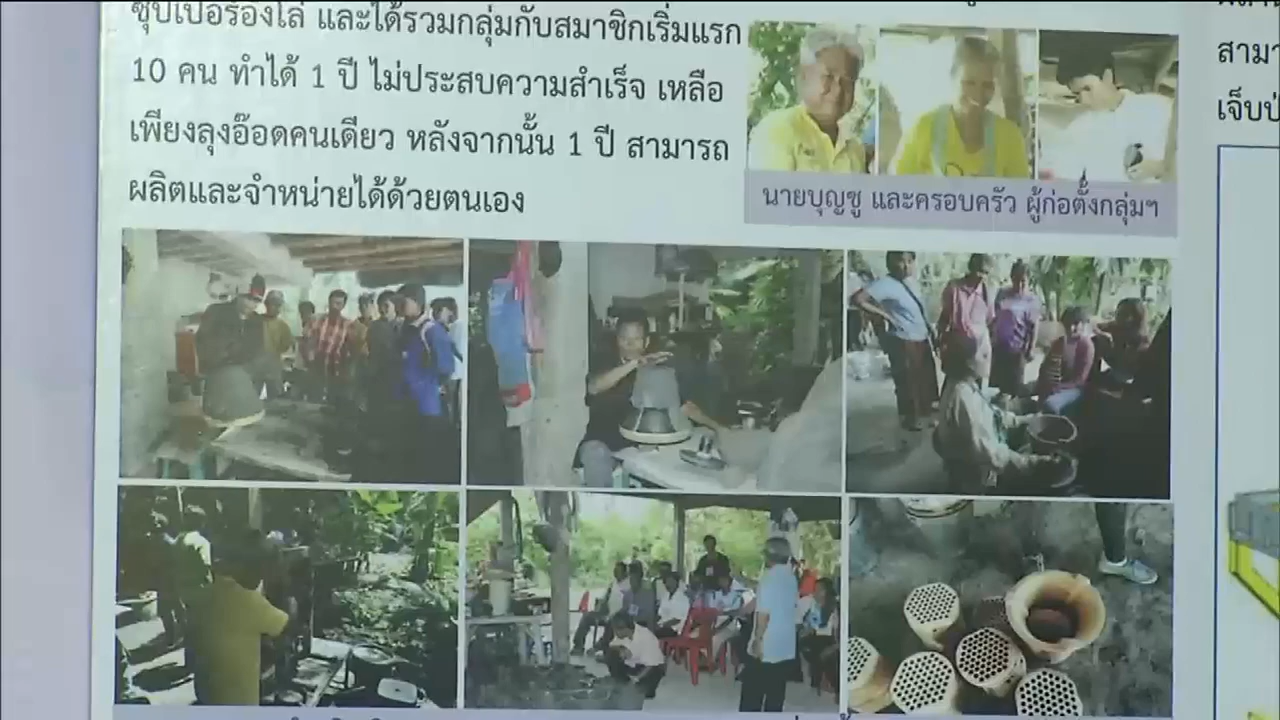 ซุปเปอร์อั้งโล่ และได้รวมกลุ่มกับสมาชิกเริ่มแรก
10 คน ทำได้ 1 ปี ไม่ประสบความสำเร็จ เหลือ
เพียงลุงอ๊อดคนเดียว หลังจากนั้น 1 ปี สามารถ
ผลิตและจำหน่ายได้ด้วยตนเอง
นายบุญชู และครอบครัว ผู้ก่อตั้งกลุ่มฯ
สามา
เจ็บป